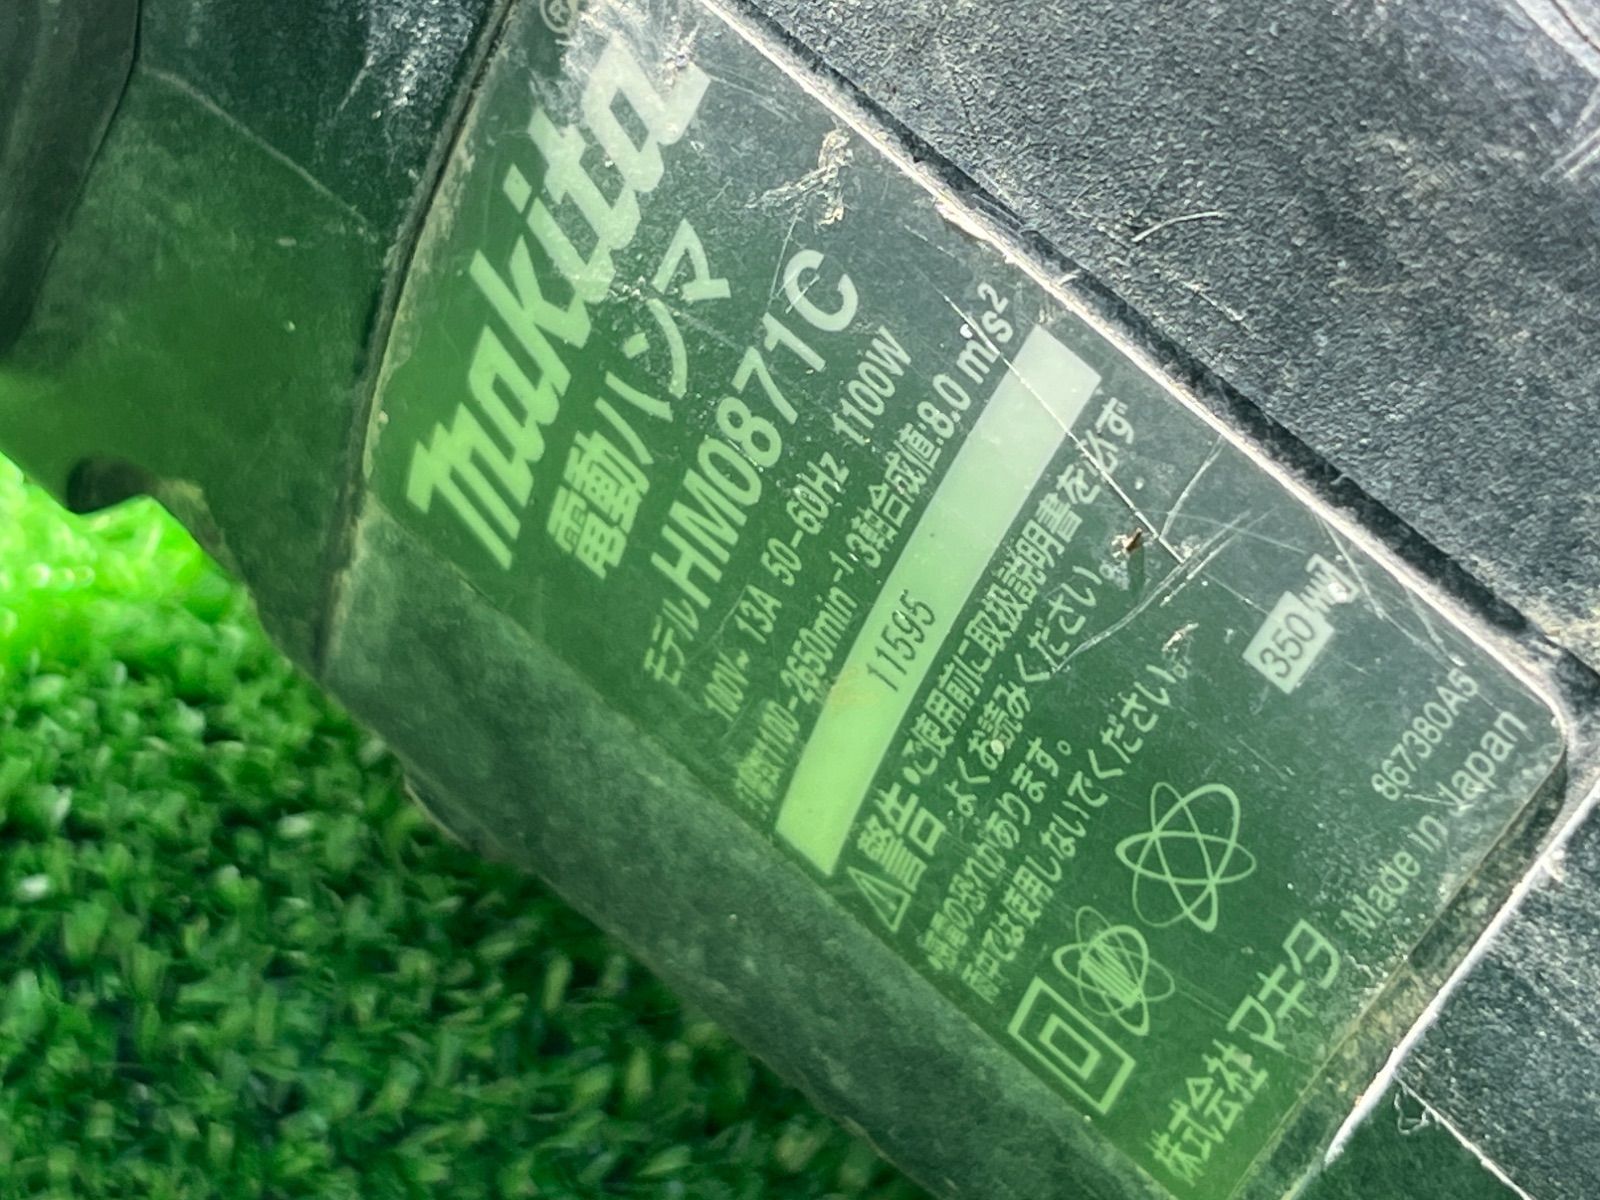 makita®
電動ハンマ
モデル HM0871C
100V~ 13A 50-60Hz 1100W
打撃数1100-2650min⁻¹ 3軸合成値:8.0 m/s²
11595
⚠警告 •ご使用前に取扱説明書を必ず
よくお読みください。
感電のおそれがあります。
雨中では使用しないでください。
350
867380A5
株式会社 マキタ Made in Japan